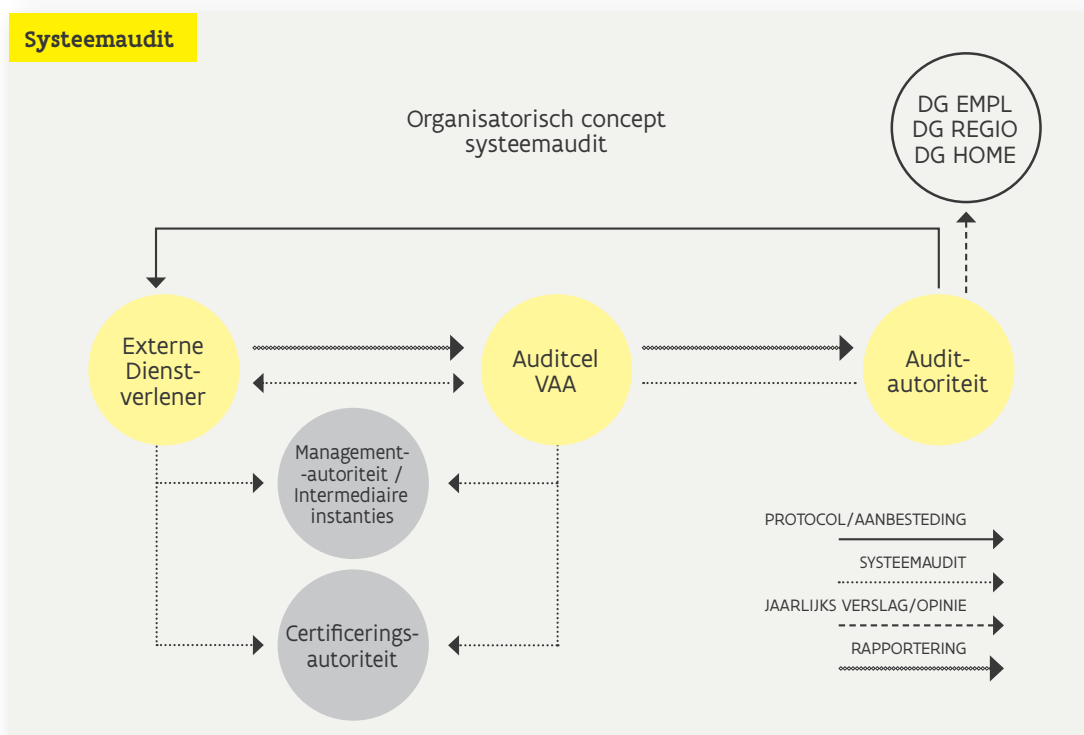 Systeemaudit
Organisatorisch concept
systeemaudit
DG EMPL
DG REGIO
DG HOME
Externe
Dienst-
verlener
Auditcel
VAA
Audit-
autoriteit
Management-
-autoriteit /
Intermediaire
instanties
Certificerings-
autoriteit
PROTOCOL/AANBESTEDING
SYSTEEMAUDIT
JAARLIJKS VERSLAG/OPINIE
RAPPORTERING